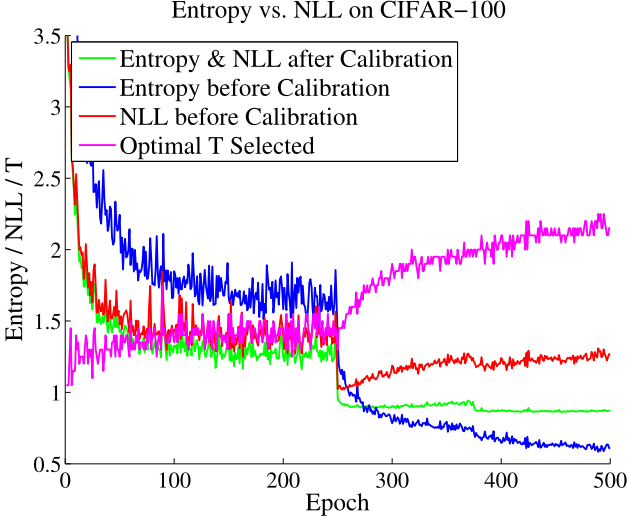 Entropy vs. NLL on CIFAR−100
Entropy & NLL after Calibration
Entropy before Calibration
NLL before Calibration
Optimal T Selected
Entropy / NLL / T
3.5
3
2.5
2
1.5
1
0.5
0 100 200 300 400 500
Epoch